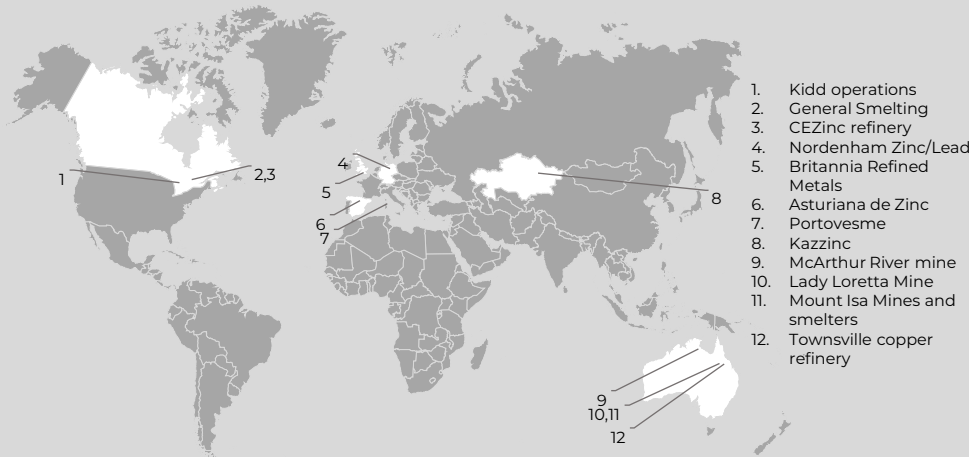 1
2,3
4
5
6
7
8
9
10,11
12
1. Kidd operations
2. General Smelting
3. CEZinc refinery
4. Nordenham Zinc/Lead
5. Britannia Refined
Metals
6. Asturiana de Zinc
7. Portovesme
8. Kazzinc
9. McArthur River mine
10. Lady Loretta Mine
11. Mount Isa Mines and
smelters
12. Townsville copper
refinery